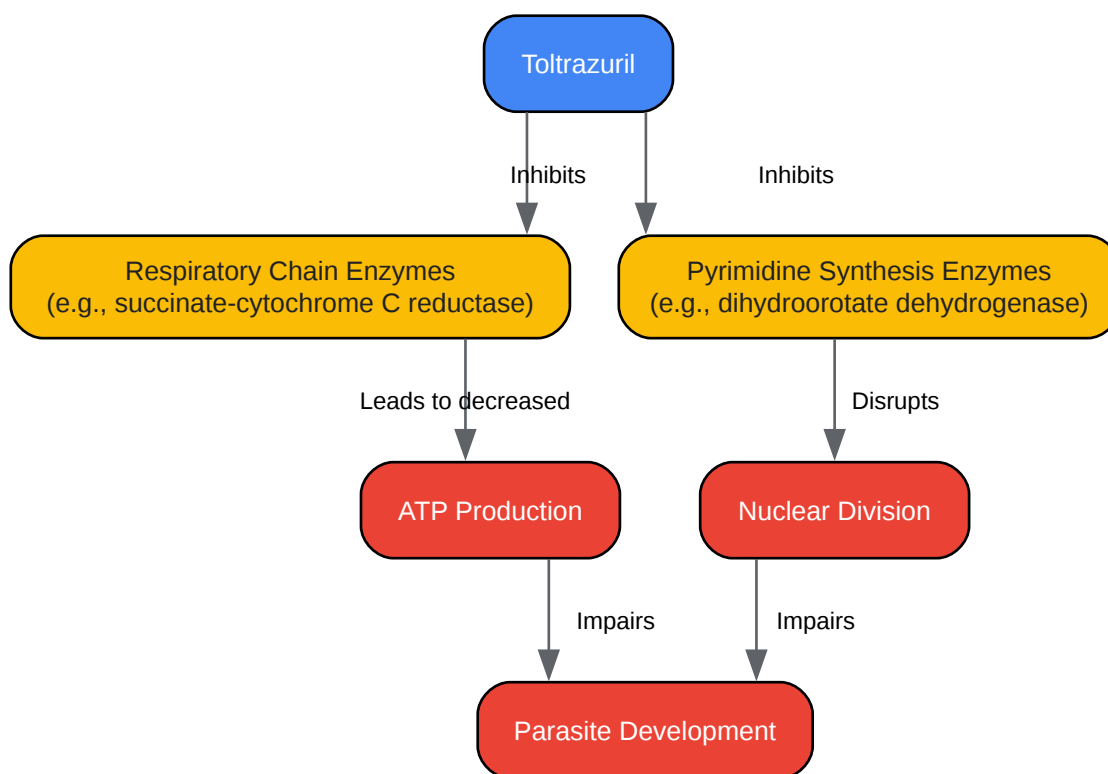 Toltrazuril
Inhibits
Inhibits
Respiratory Chain Enzymes
(e.g., succinate-cytochrome C reductase)
Pyrimidine Synthesis Enzymes
(e.g., dihydroorotate dehydrogenase)
Leads to decreased
Disrupts
ATP Production
Nuclear Division
Impairs
Impairs
Parasite Development